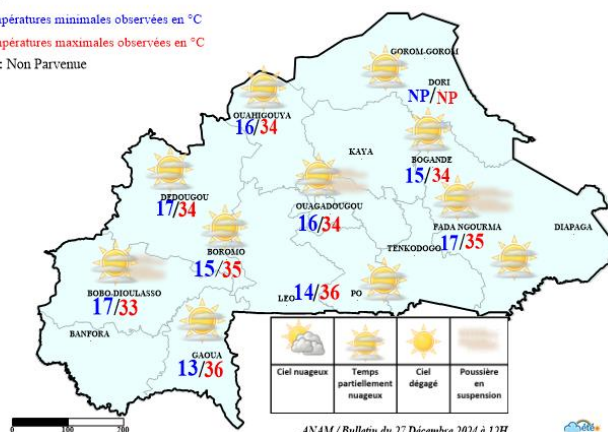 pératures minimales observées en °C
pératures maximales observées en °C
: Non Parvenue
GOROM-GOROM
DORI
NP/NP
OUAHIGOUYA
16/34
KAYA
BOGANDE
15/34
DEDOUGOU
17/34
OUAGADOUGOU
16/34
FADA NGOURMA
17/35
DIAPAGA
TENKODOGO
BOROMO
15/35
BOBO-DIOULASSO
17/33
LEO
14/36
PO
BANFORA
GAOUA
13/36
Ciel nuageux
Temps partiellement nuageux
Ciel dégagé
Poussière en suspension
0 100 200
ANAM / Bulletin du 27 Décembre 2024 à 12H